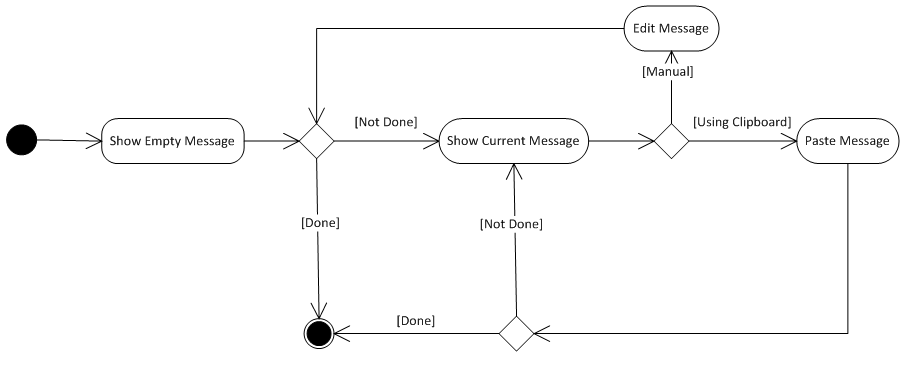 Edit Message
[Manual]
[Not Done]
[Using Clipboard]
Show Empty Message
Show Current Message
Paste Message
[Done]
[Not Done]
[Done]